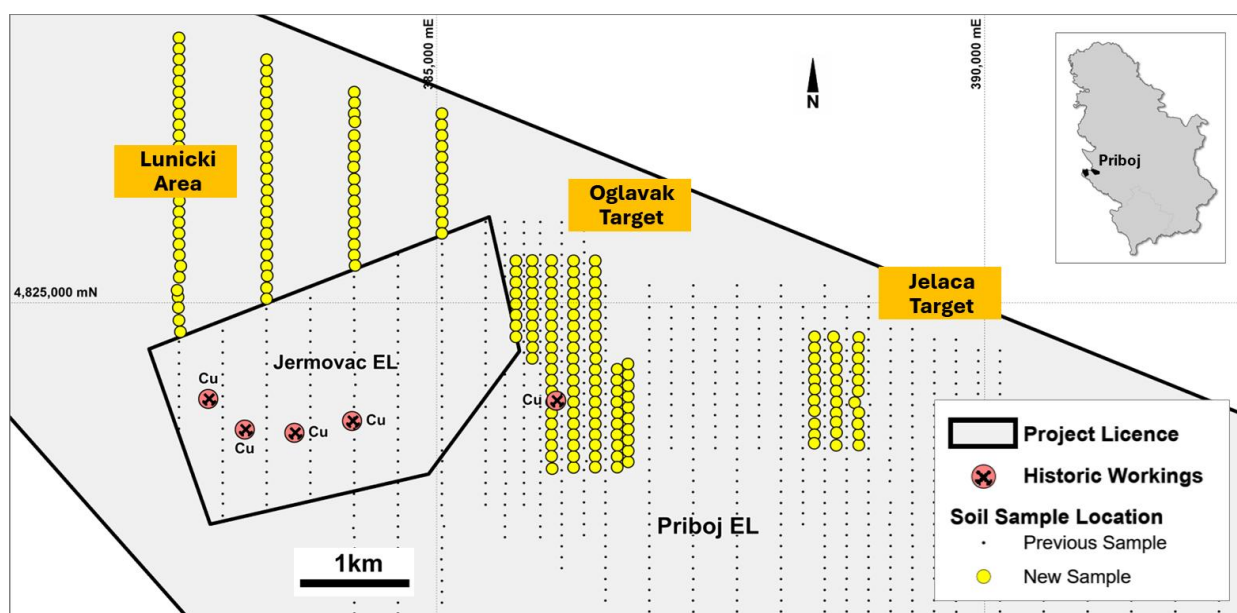 385,000 mE
390,000 mE
N
Priboj
Lunicki
Area
Oglavak
Target
4,825,000 mN
Jelaca
Target
Jermovac EL
Cu
Cu
Cu
Cu
Cu
Priboj EL
1km
Project Licence
Historic Workings
Soil Sample Location
Previous Sample
New Sample